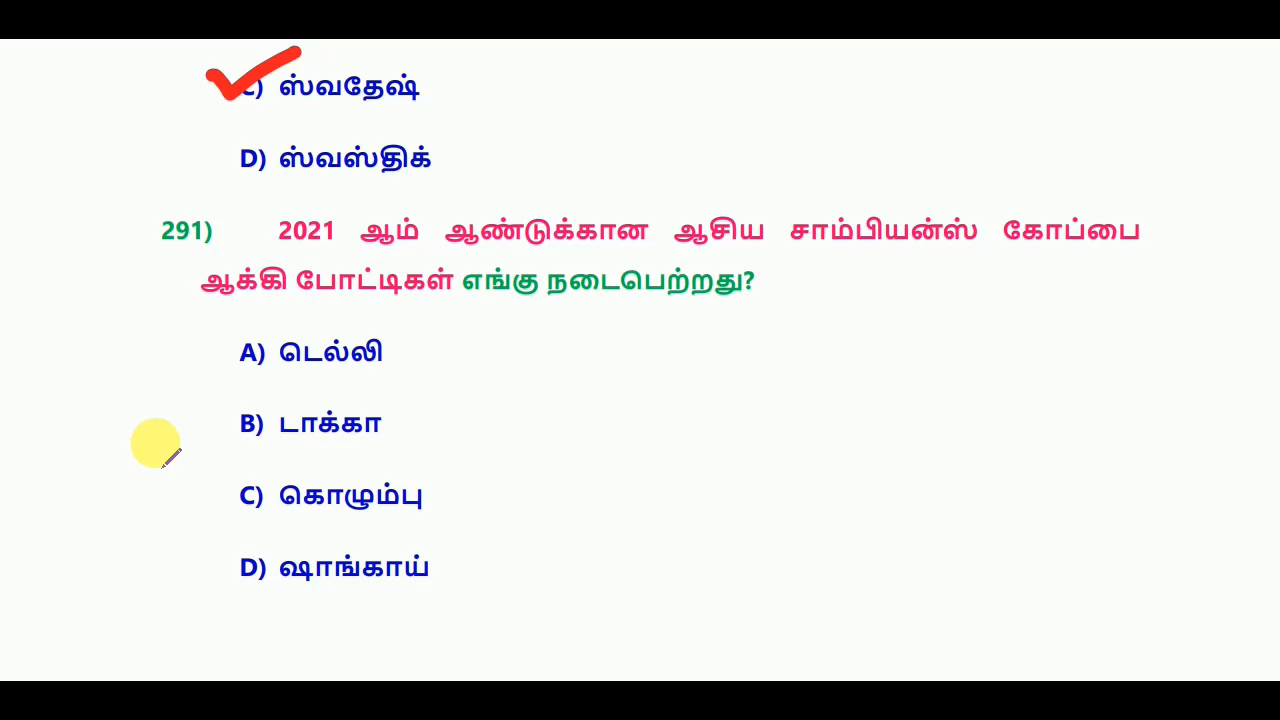 C) ஸ்வதேஷ்
D) ஸ்வஸ்திக்
291) 2021 ஆம் ஆண்டுக்கான ஆசிய சாம்பியன்ஸ் கோப்பை
ஆக்கி போட்டிகள் எங்கு நடைபெற்றது?
A) டெல்லி
B) டாக்கா
C) கொழும்பு
D) ஷாங்காய்